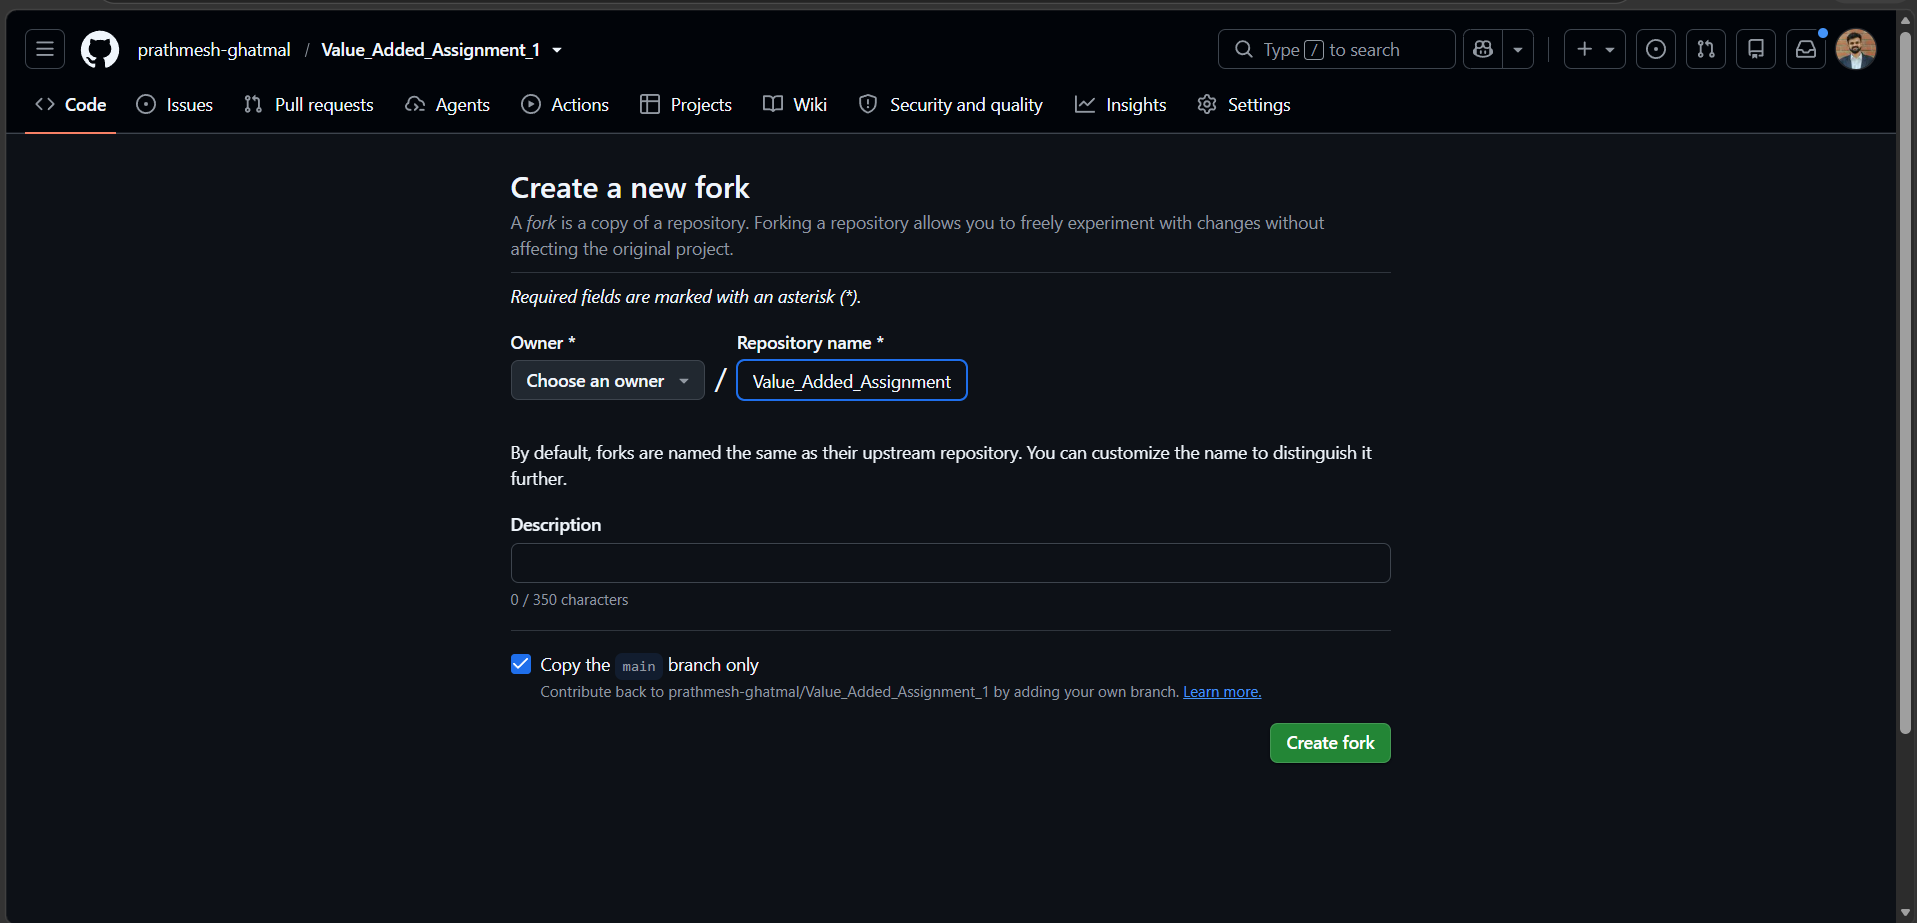 prathmesh-ghatmal / Value_Added_Assignment_1
Type / to search
Code Issues Pull requests Agents Actions Projects Wiki Security and quality Insights Settings
Create a new fork
A fork is a copy of a repository. Forking a repository allows you to freely experiment with changes without
affecting the original project.
Required fields are marked with an asterisk (*).
Owner * Repository name *
Choose an owner / Value_Added_Assignment
By default, forks are named the same as their upstream repository. You can customize the name to distinguish it
further.
Description
0 / 350 characters
Copy the main branch only
Contribute back to prathmesh-ghatmal/Value_Added_Assignment_1 by adding your own branch. Learn more.
Create fork